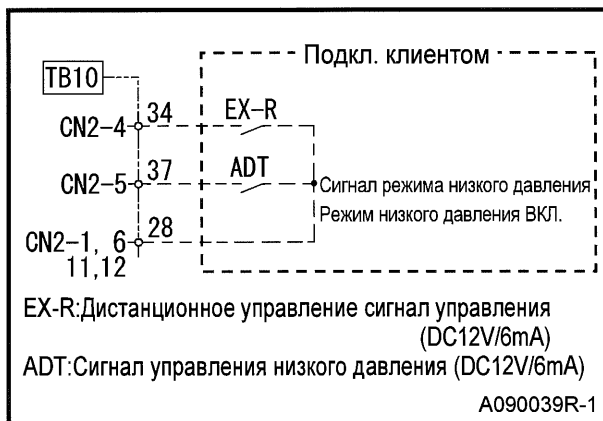 Подкл. клиентом
TB10
34 EX-R
CN2-4
37 ADT
CN2-5
Сигнал режима низкого давления
Режим низкого давления ВКЛ.
28
CN2-1, 6
11,12
EX-R:Дистанционное управление сигнал управления
(DC12V/6mA)
ADT:Сигнал управления низкого давления (DC12V/6mA)
A090039R-1